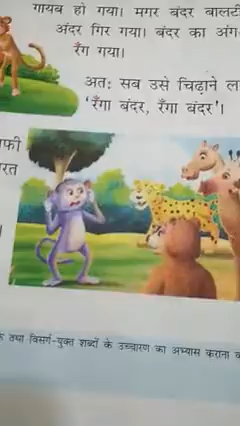 गायब हो गया। मगर बंदर बालटी
अंदर गिर गया। बंदर का अंग-
रँग गया।
अतः सब उसे चिढ़ाने ल
'रँगा बंदर, रँगा बंदर'।
तथा विसर्ग-युक्त शब्दों के उच्चारण का अभ्यास कराना